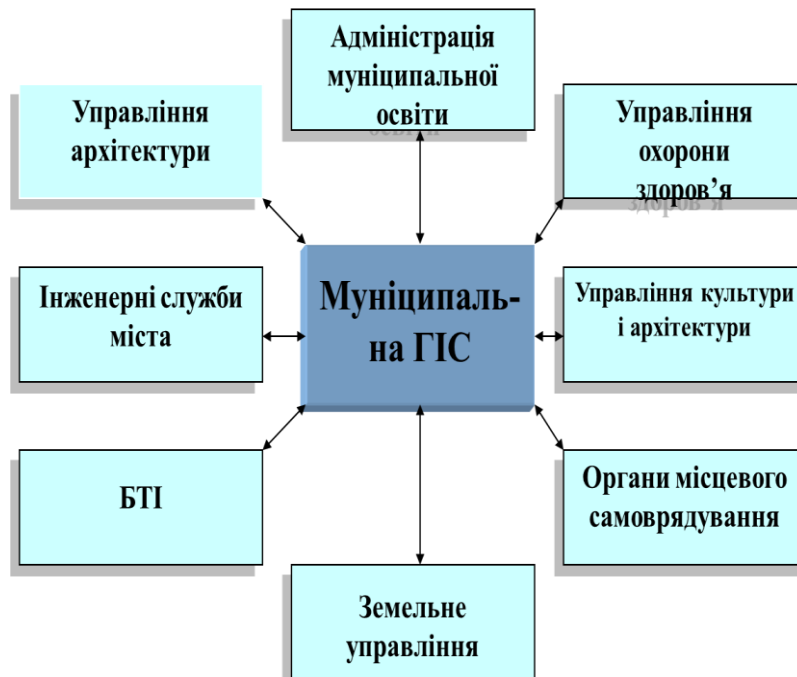 Адміністрація
муніципальної
освіти
Управління
архітектури
Управління
охорони
здоров’я
Інженерні служби
міста
Муніципаль-
на ГІС
Управління культури
і архітектури
БТІ
Органи місцевого
самоврядування
Земельне
управління